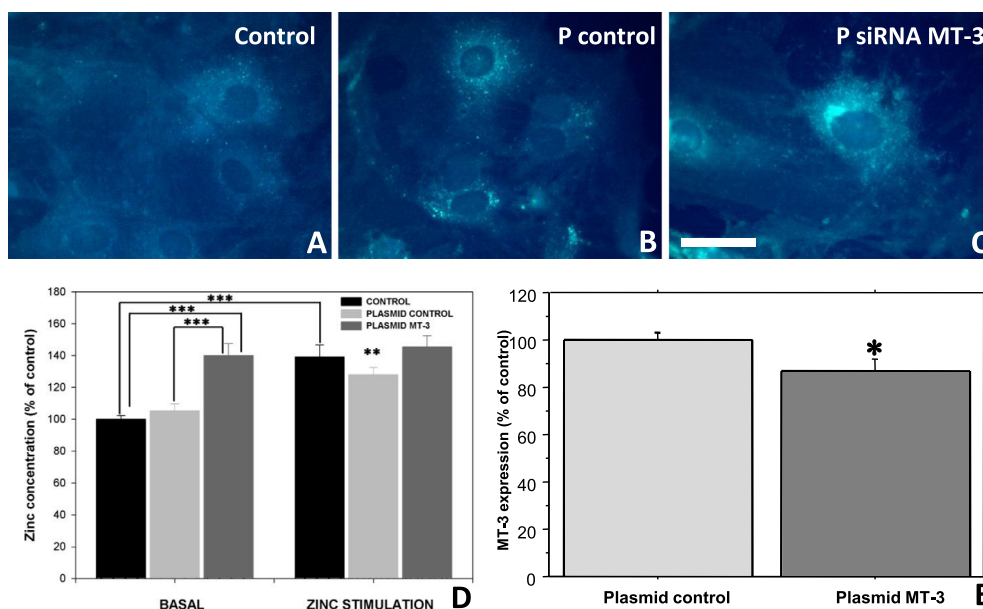 Control
A
P control
B
P siRNA MT-3
C
Zinc concentration (% of control)
180
160
140
120
100
80
60
40
20
0
***
***
***
**
CONTROL
PLASMID CONTROL
PLASMID MT-3
BASAL
ZINC STIMULATION
D
MT-3 expression (% of control)
120
100
80
60
40
20
0
*
Plasmid control
Plasmid MT-3